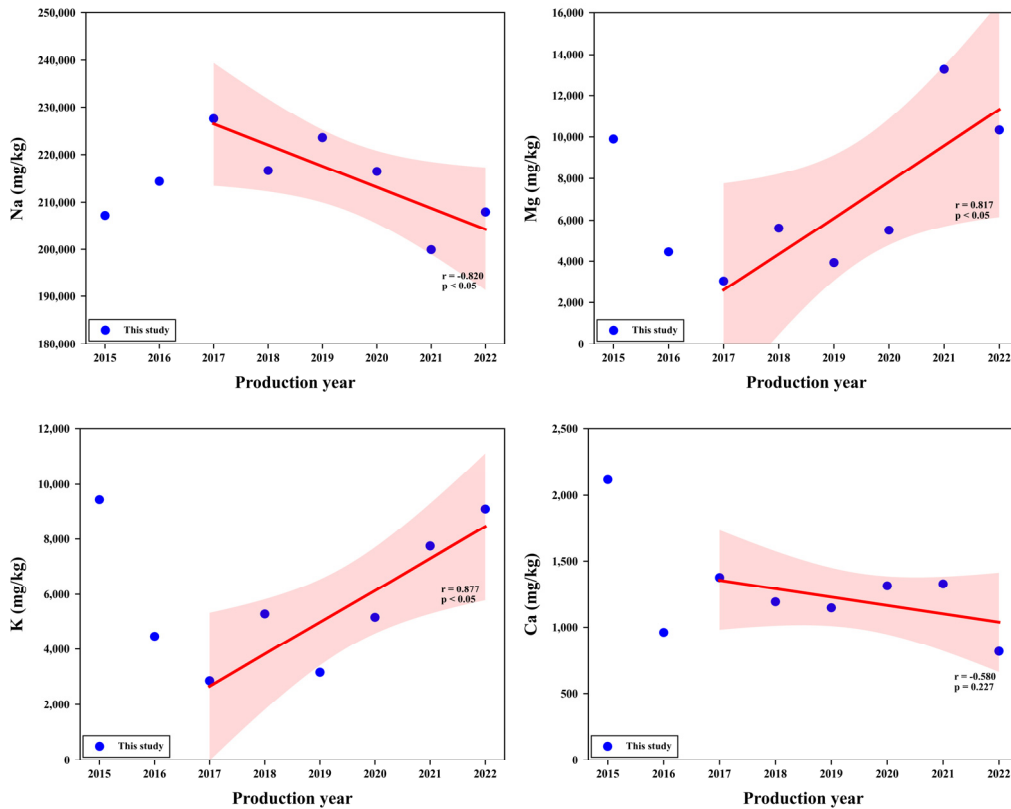 250,000
240,000
230,000
220,000
210,000
200,000
190,000
180,000
Na (mg/kg)
r = -0.820
p < 0.05
This study
2015 2016 2017 2018 2019 2020 2021 2022
Production year
16,000
14,000
12,000
10,000
8,000
6,000
4,000
2,000
0
Mg (mg/kg)
r = 0.817
p < 0.05
This study
2015 2016 2017 2018 2019 2020 2021 2022
Production year
12,000
10,000
8,000
6,000
4,000
2,000
0
K (mg/kg)
r = 0.877
p < 0.05
This study
2015 2016 2017 2018 2019 2020 2021 2022
Production year
2,500
2,000
1,500
1,000
500
0
Ca (mg/kg)
r = -0.580
p = 0.227
This study
2015 2016 2017 2018 2019 2020 2021 2022
Production year